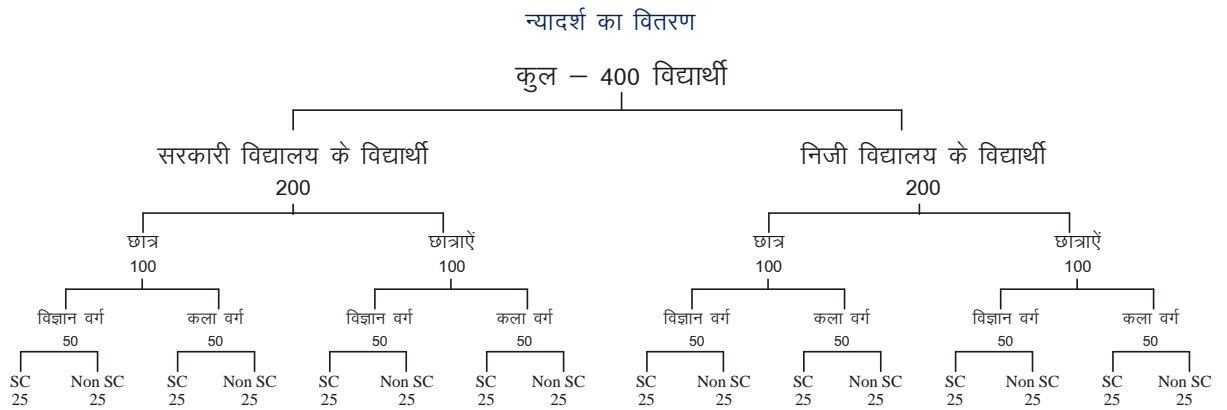 न्यादर्श का वितरण
कुल – 400 विद्यार्थी
सरकारी विद्यालय के विद्यार्थी निजी विद्यालय के विद्यार्थी
200 200
छात्र छात्राऐं छात्र छात्राऐं
100 100 100 100
विज्ञान वर्ग कला वर्ग विज्ञान वर्ग कला वर्ग विज्ञान वर्ग कला वर्ग विज्ञान वर्ग कला वर्ग
50 50 50 50 50 50 50 50
SC Non SC SC Non SC SC Non SC SC Non SC SC Non SC SC Non SC SC Non SC SC Non SC
25 25 25 25 25 25 25 25 25 25 25 25 25 25 25 25